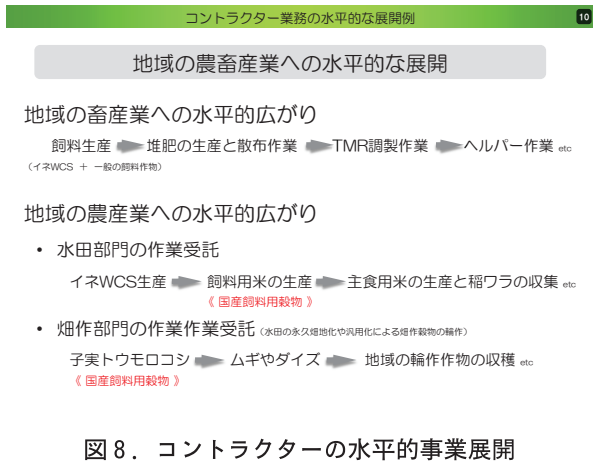 コントラクター業務の水平的な展開例
10
地域の農畜産業への水平的な展開
地域の畜産業への水平的広がり
飼料生産 堆肥の生産と散布作業 TMR調製作業 ヘルパー作業 etc
（イネWCS ＋ 一般の飼料作物）
地域の農産業への水平的広がり
• 水田部門の作業受託
イネWCS生産 飼料用米の生産 主食用米の生産と稲ワラの収集 etc
《 国産飼料用穀物 》
• 畑作部門の作業作業受託（水田の永久畑地化や汎用化による畑作穀物の輪作）
子実トウモロコシ ムギやダイズ 地域の輪作作物の収穫 etc
《 国産飼料用穀物 》
図８．コントラクターの水平的事業展開